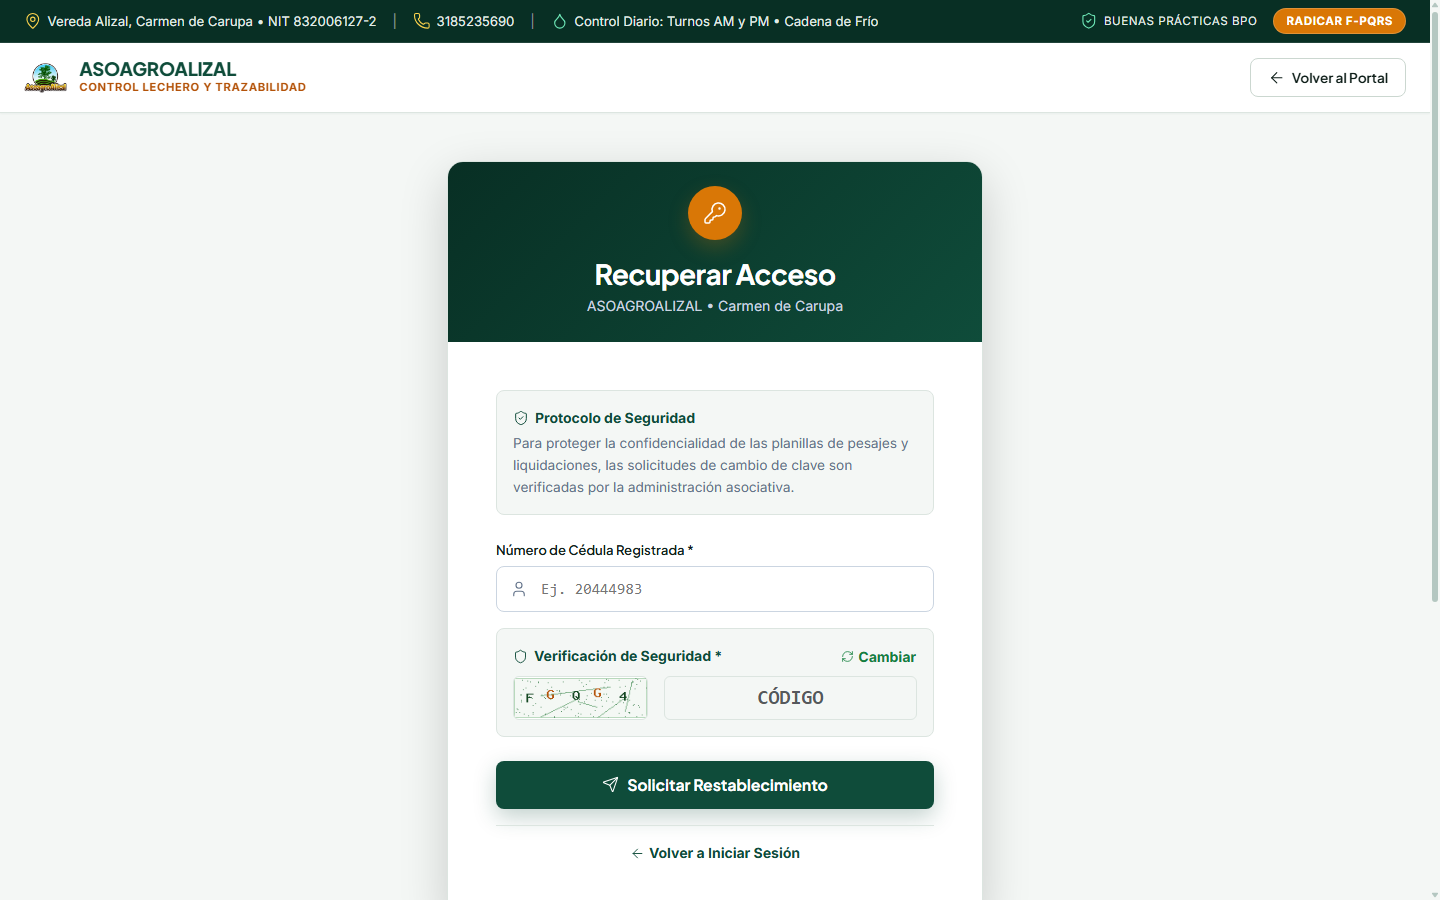 Vereda Alizal, Carmen de Carupa • NIT 832006127-2 | 3185235690 | Control Diario: Turnos AM y PM • Cadena de Frío
BUENAS PRÁCTICAS BPO
RADICAR F-PQRS
ASOAGROALIZAL
CONTROL LECHERO Y TRAZABILIDAD
Volver al Portal
Recuperar Acceso
ASOAGROALIZAL • Carmen de Carupa
Protocolo de Seguridad
Para proteger la confidencialidad de las planillas de pesajes y
liquidaciones, las solicitudes de cambio de clave son
verificadas por la administración asociativa.
Número de Cédula Registrada *
Ej. 20444983
Verificación de Seguridad *
Cambiar
F G Q G 4
CÓDIGO
Solicitar Restablecimiento
Volver a Iniciar Sesión